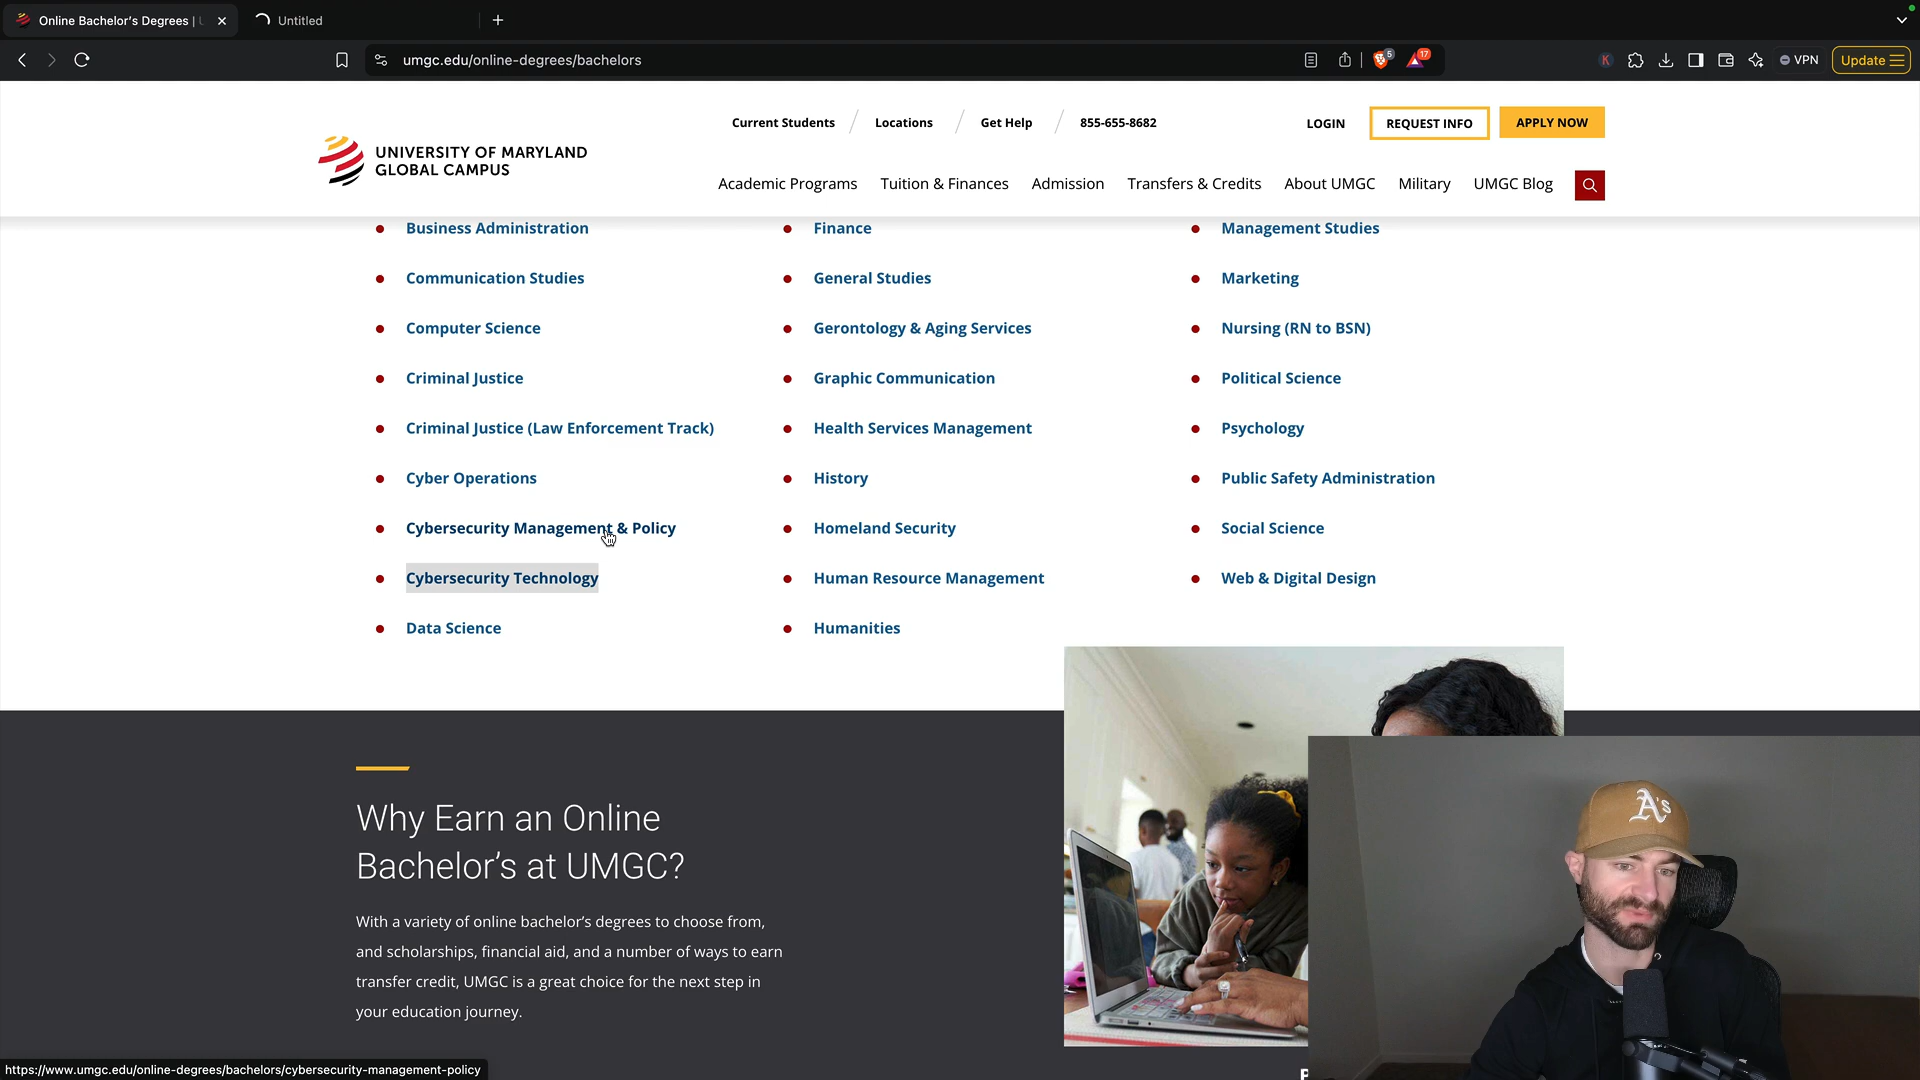 Online Bachelor's Degrees |
Untitled
umgc.edu/online-degrees/bachelors
5
17
K
VPN
Update
Current Students
Locations
Get Help
855-655-8682
LOGIN
REQUEST INFO
APPLY NOW
UNIVERSITY OF MARYLAND
GLOBAL CAMPUS
Academic Programs
Tuition & Finances
Admission
Transfers & Credits
About UMGC
Military
UMGC Blog
Business Administration
Communication Studies
Computer Science
Criminal Justice
Criminal Justice (Law Enforcement Track)
Cyber Operations
Cybersecurity Management & Policy
Cybersecurity Technology
Data Science
Finance
General Studies
Gerontology & Aging Services
Graphic Communication
Health Services Management
History
Homeland Security
Human Resource Management
Humanities
Management Studies
Marketing
Nursing (RN to BSN)
Political Science
Psychology
Public Safety Administration
Social Science
Web & Digital Design
Why Earn an Online
Bachelor's at UMGC?
With a variety of online bachelor's degrees to choose from,
and scholarships, financial aid, and a number of ways to earn
transfer credit, UMGC is a great choice for the next step in
your education journey.
A's
https://www.umgc.edu/online-degrees/bachelors/cybersecurity-management-policy